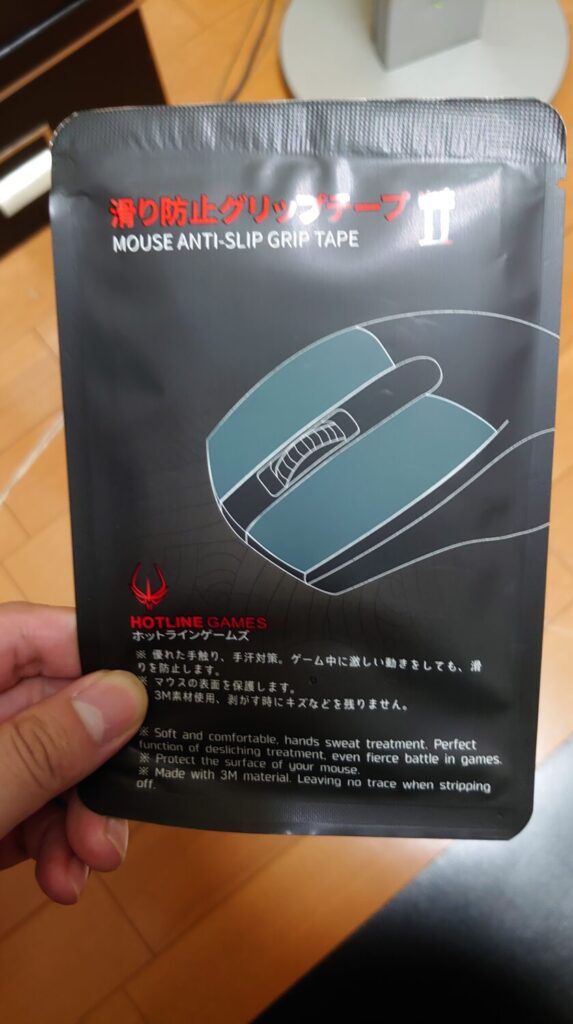 滑り防止グリップテープ II
MOUSE ANTI-SLIP GRIP TAPE
HOTLINE GAMES
ホットラインゲームズ
※ 優れた手触り、手汗対策。ゲーム中に激しい動きをしても、滑
りを防止します。
※ マウスの表面を保護します。
3M素材使用、剥がす時にキズなどを残りません。
※ Soft and comfortable, hands sweat treatment. Perfect
function of desliching treatment, even fierce battle in games.
※ Protect the surface of your mouse.
※ Made with 3M material. Leaving no trace when stripping
off.